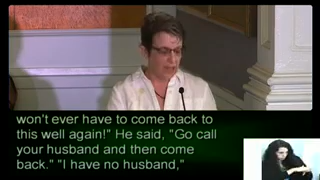 won't ever have to come back to
this well again!" He said, "Go call
your husband and then come
back." "I have no husband,"